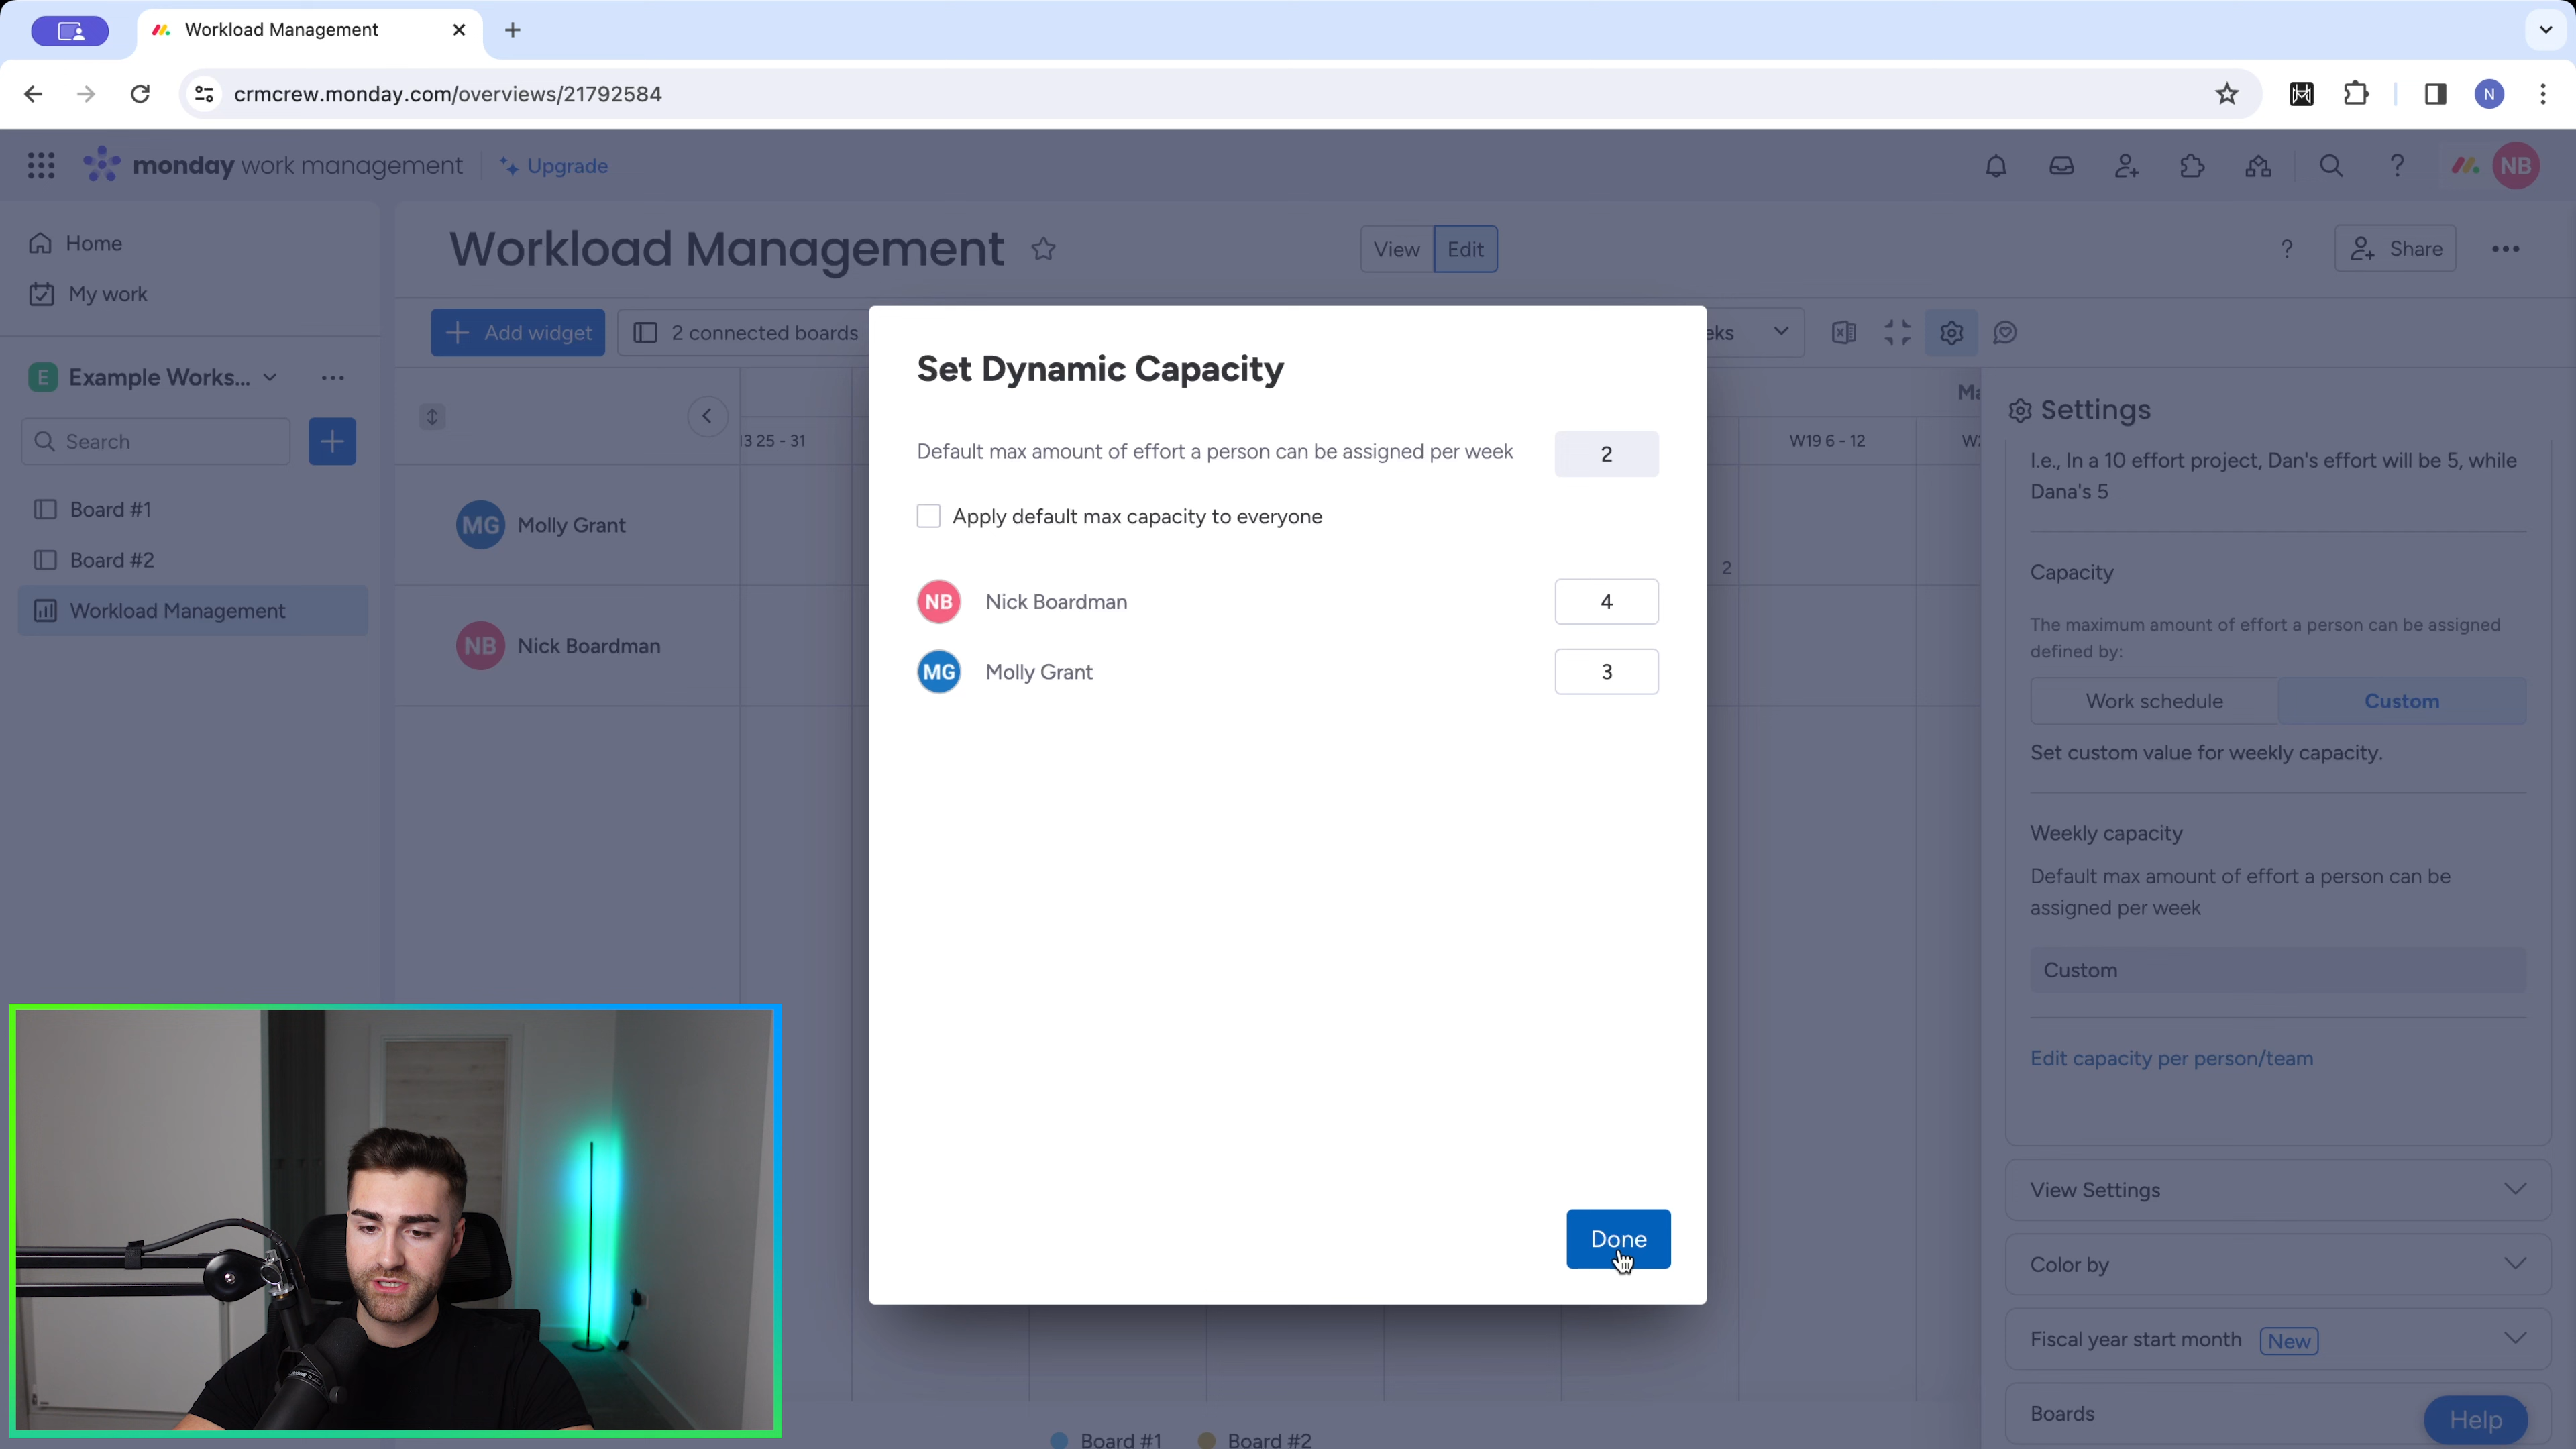 Workload Management
crmcrew.monday.com/overviews/21792584
N
monday work management
Upgrade
NB
Home
My work
Workload Management
View
Edit
?
Share
Add widget
2 connected boards
eks
E
Example Works...
Search
Board #1
Board #2
Workload Management
3 25 - 31
W19 6 - 12
MG
Molly Grant
2
NB
Nick Boardman
Set Dynamic Capacity
Default max amount of effort a person can be assigned per week
2
Apply default max capacity to everyone
NB
Nick Boardman
4
MG
Molly Grant
3
Done
Settings
I.e., In a 10 effort project, Dan's effort will be 5, while
Dana's 5
Capacity
The maximum amount of effort a person can be assigned
defined by:
Work schedule
Custom
Set custom value for weekly capacity.
Weekly capacity
Default max amount of effort a person can be
assigned per week
Custom
Edit capacity per person/team
View Settings
Color by
Fiscal year start month
New
Boards
Help
Board #1
Board #2